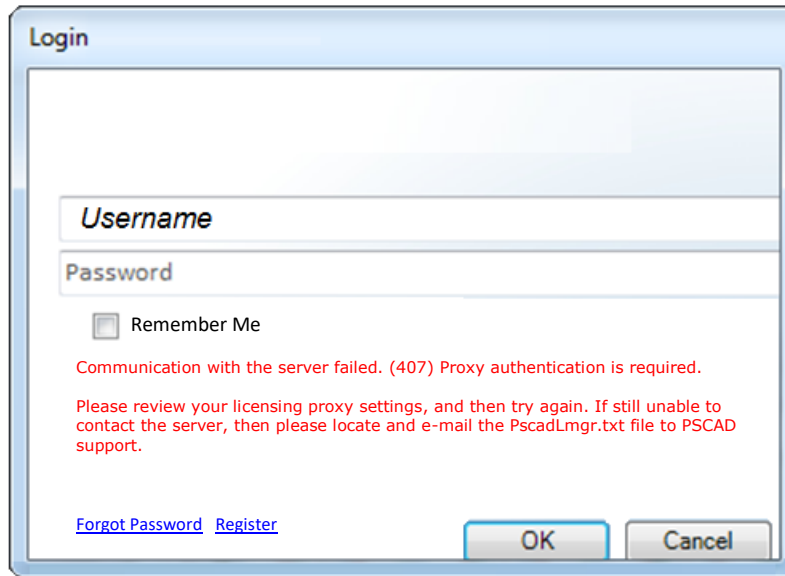 Login
Username
Password
Remember Me
Communication with the server failed. (407) Proxy authentication is required.
Please review your licensing proxy settings, and then try again. If still unable to
contact the server, then please locate and e-mail the PscadLmgr.txt file to PSCAD
support.
Forgot Password Register
OK Cancel